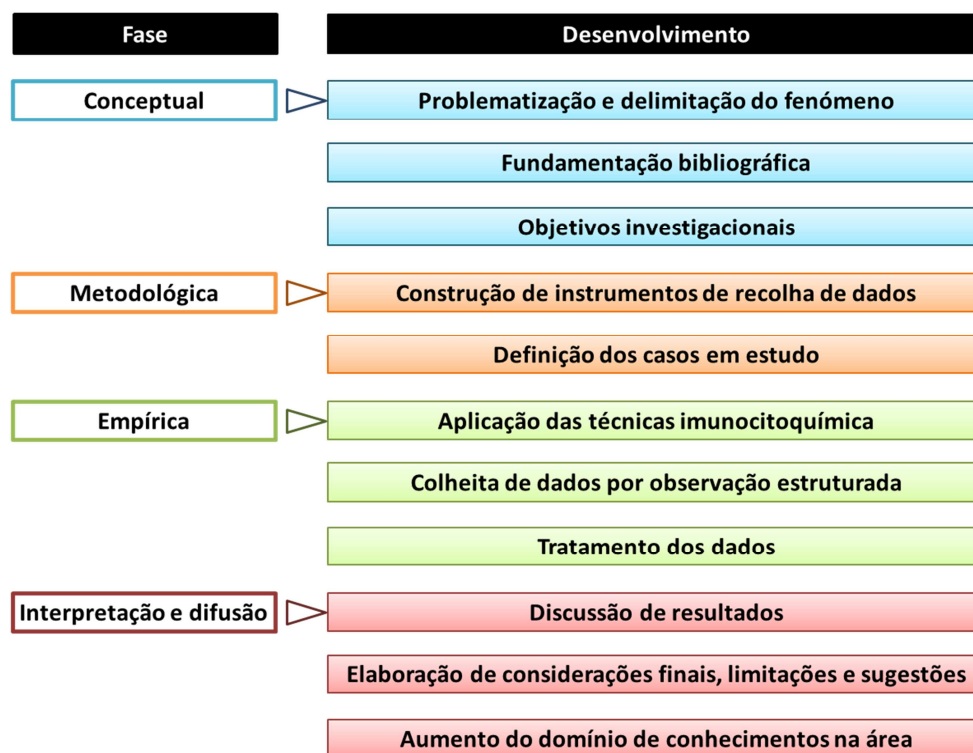 Fase
Desenvolvimento
Conceptual
Problematização e delimitação do fenómeno
Fundamentação bibliográfica
Objetivos investigacionais
Metodológica
Construção de instrumentos de recolha de dados
Definição dos casos em estudo
Empírica
Aplicação das técnicas imunocitoquímica
Colheita de dados por observação estruturada
Tratamento dos dados
Interpretação e difusão
Discussão de resultados
Elaboração de considerações finais, limitações e sugestões
Aumento do domínio de conhecimentos na área